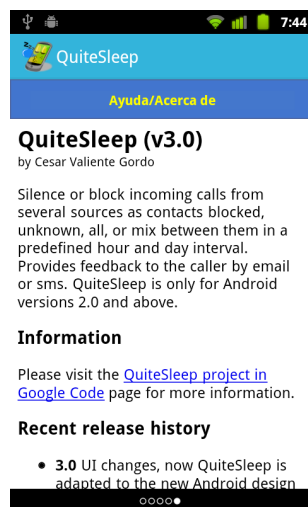 7:44
QuiteSleep
Ayuda/Acerca de
QuiteSleep (v3.0)
by Cesar Valiente Gordo
Silence or block incoming calls from
several sources as contacts blocked,
unknown, all, or mix between them in a
predefined hour and day interval.
Provides feedback to the caller by email
or sms. QuiteSleep is only for Android
versions 2.0 and above.
Information
Please visit the QuiteSleep project in
Google Code page for more information.
Recent release history
3.0 UI changes, now QuiteSleep is
adapted to the new Android design